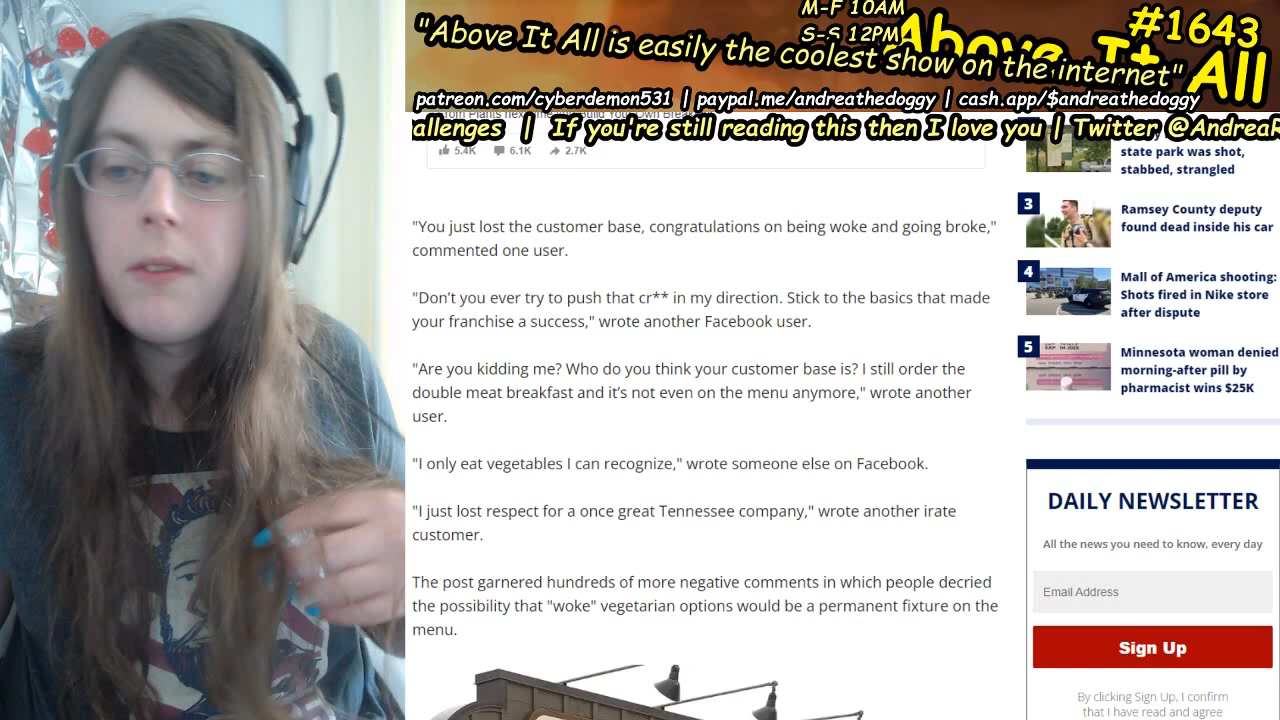 M-F 10AM
S-S 12PM
Above It All
#1643
"Above It All is easily the coolest show on the internet"
patreon.com/cyberdemon531 | paypal.me/andreathedoggy | cash.app/$andreathedoggy
allenges | If you're still reading this then I love you | Twitter @AndreaR
5.4K 6.1K 2.7K
"You just lost the customer base, congratulations on being woke and going broke,"
commented one user.
"Don’t you ever try to push that cr** in my direction. Stick to the basics that made
your franchise a success," wrote another Facebook user.
"Are you kidding me? Who do you think your customer base is? I still order the
double meat breakfast and it’s not even on the menu anymore," wrote another
user.
"I only eat vegetables I can recognize," wrote someone else on Facebook.
"I just lost respect for a once great Tennessee company," wrote another irate
customer.
The post garnered hundreds of more negative comments in which people decried
the possibility that "woke" vegetarian options would be a permanent fixture on the
menu.
state park was shot,
stabbed, strangled
3
Ramsey County deputy
found dead inside his car
4
Mall of America shooting:
Shots fired in Nike store
after dispute
5
Minnesota woman denied
morning-after pill by
pharmacist wins $25K
DAILY NEWSLETTER
All the news you need to know, every day
Email Address
Sign Up
By clicking Sign Up, I confirm
that I have read and agree